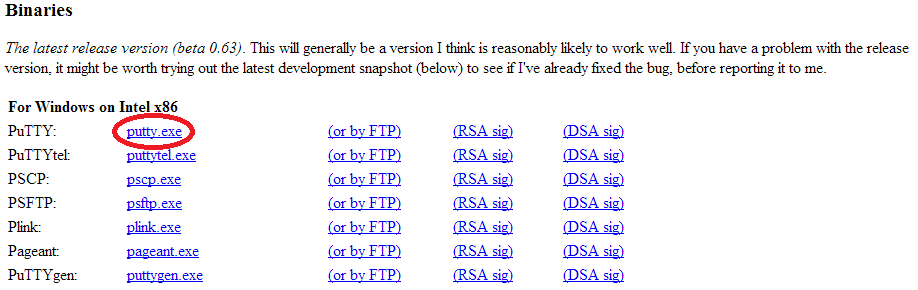 Binaries
The latest release version (beta 0.63). This will generally be a version I think is reasonably likely to work well. If you have a problem with the release
version, it might be worth trying out the latest development snapshot (below) to see if I've already fixed the bug, before reporting it to me.
For Windows on Intel x86
PuTTY: putty.exe (or by FTP) (RSA sig) (DSA sig)
PuTTYtel: puttytel.exe (or by FTP) (RSA sig) (DSA sig)
PSCP: pscp.exe (or by FTP) (RSA sig) (DSA sig)
PSFTP: psftp.exe (or by FTP) (RSA sig) (DSA sig)
Plink: plink.exe (or by FTP) (RSA sig) (DSA sig)
Pageant: pageant.exe (or by FTP) (RSA sig) (DSA sig)
PuTTYgen: puttygen.exe (or by FTP) (RSA sig) (DSA sig)